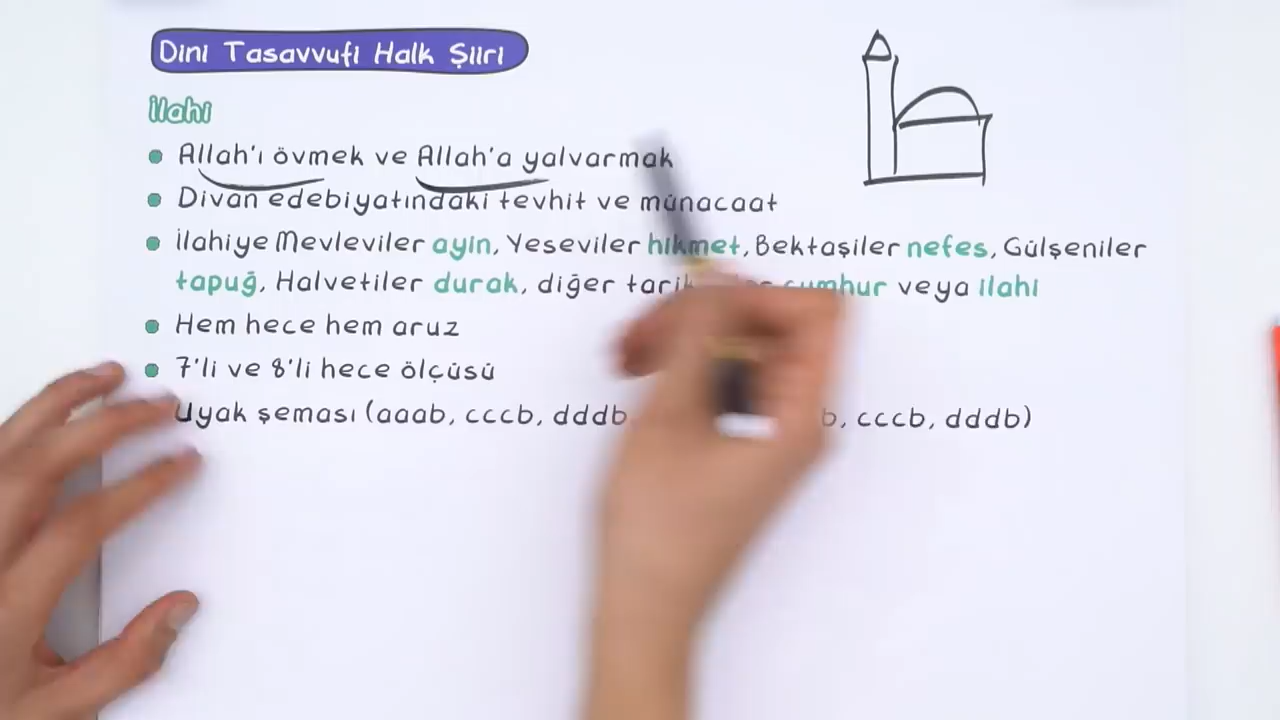 Dini Tasavvufi Halk Şiiri
İlahi
Allah'ı övmek ve Allah'a yalvarmak
Divan edebiyatındaki tevhit ve münacaat
İlahiye Mevleviler ayin, Yeseviler hikmet, Bektaşiler nefes, Gülşeniler
tapuğ, Halvetiler durak, diğer cumhur veya ilahi
Hem hece hem aruz
7'li ve 8'li hece ölçüsü
Uyak şeması (aaab, cccb, dddb, cccb, dddb)